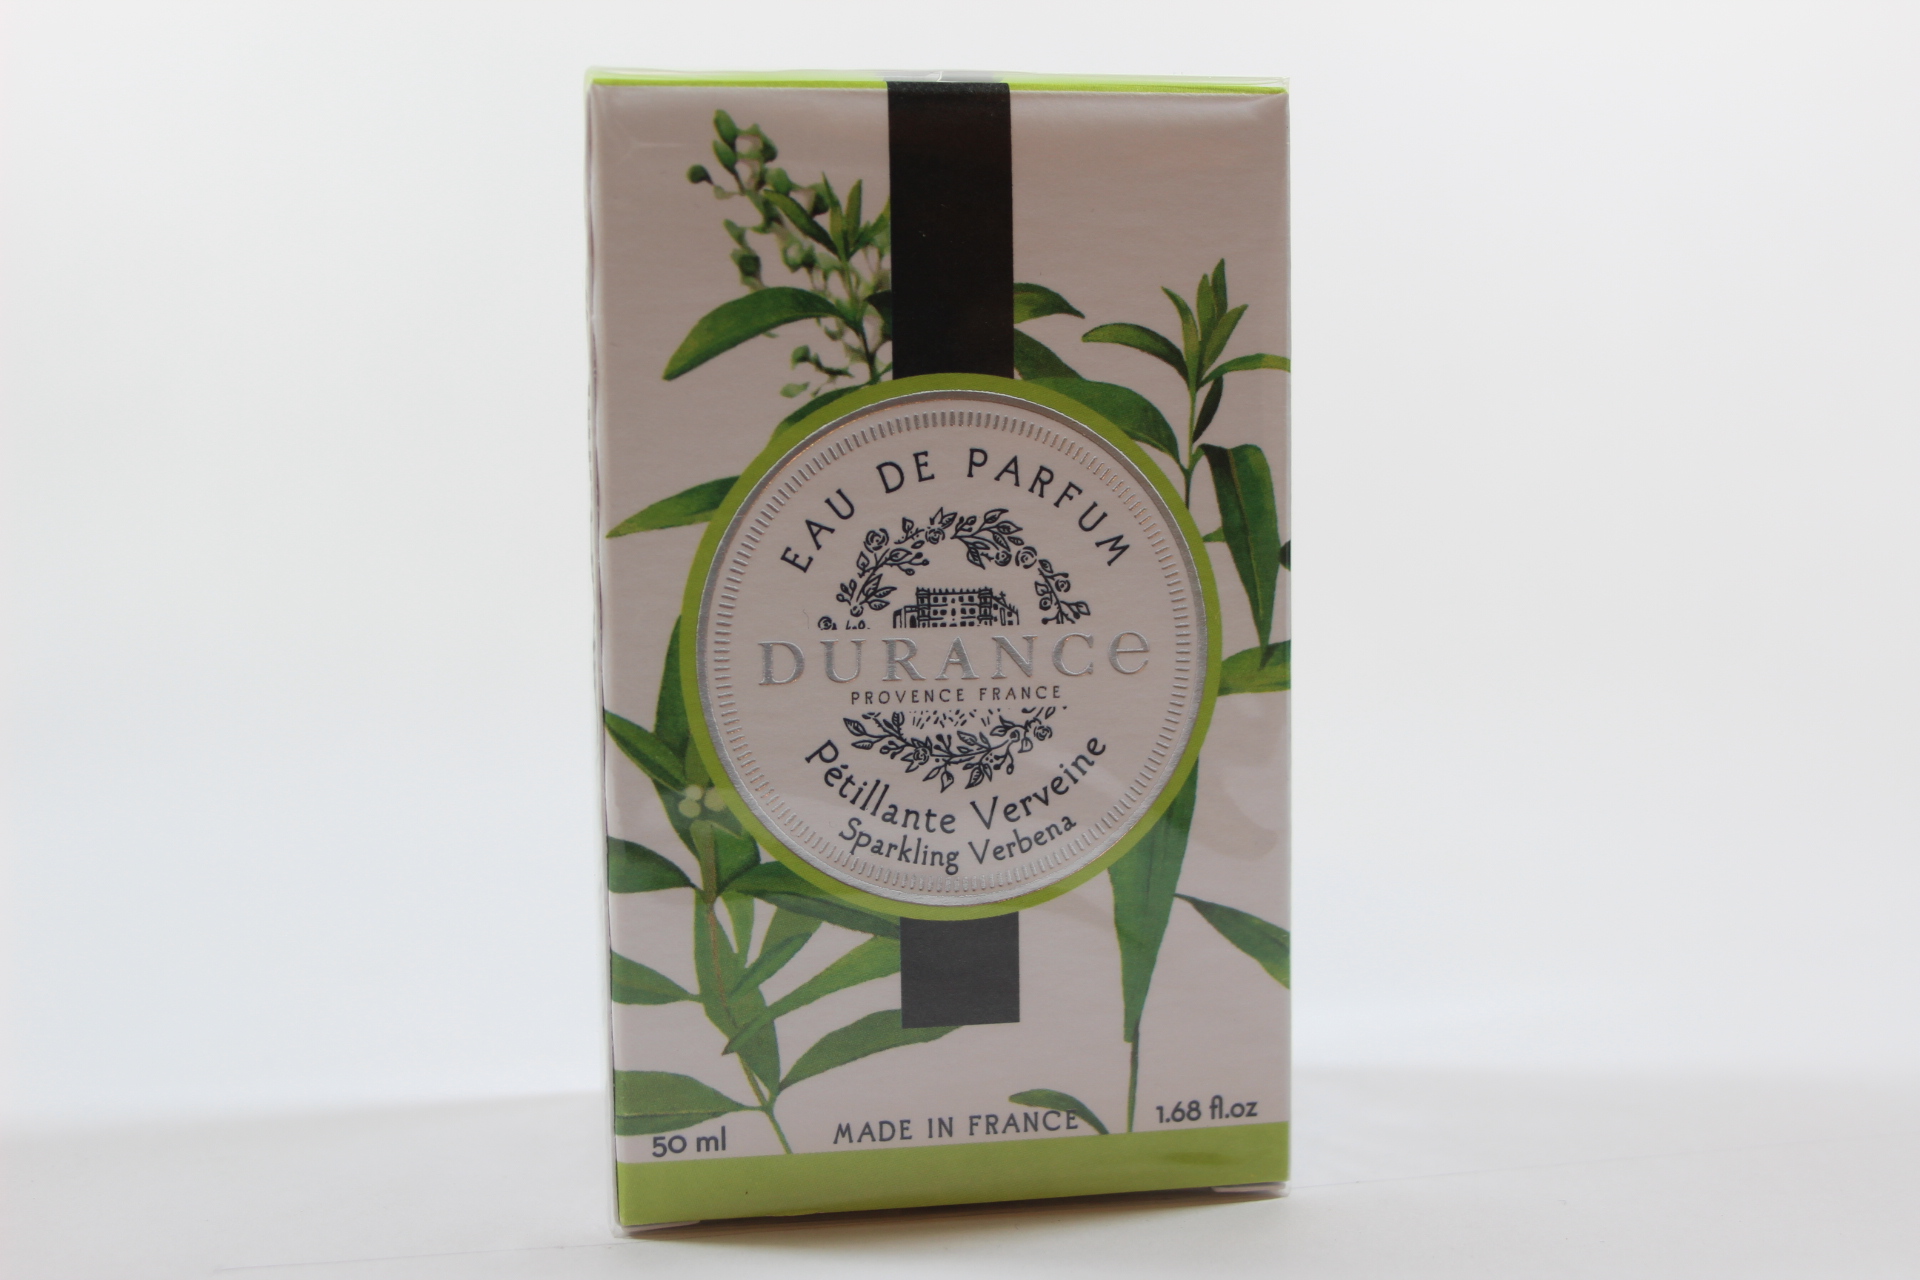 EAU DE PARFUM
DURANCe
PROVENCE FRANCE
Pétillante Verveine
Sparkling Verbena
50 ml
MADE IN FRANCE
1.68 fl.oz